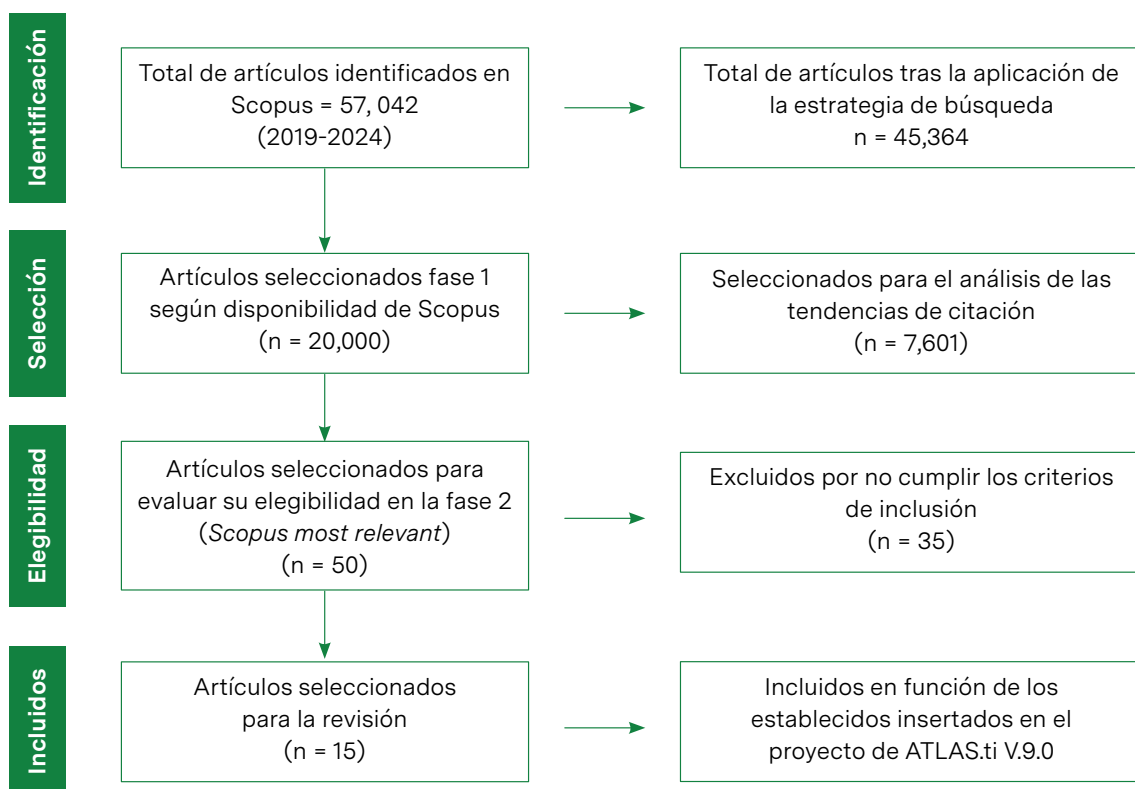 Identificación
Total de artículos identificados en
Scopus = 57, 042
(2019-2024)
Total de artículos tras la aplicación de
la estrategia de búsqueda
n = 45,364
Selección
Artículos seleccionados fase 1
según disponibilidad de Scopus
(n = 20,000)
Seleccionados para el análisis de las
tendencias de citación
(n = 7,601)
Elegibilidad
Artículos seleccionados para
evaluar su elegibilidad en la fase 2
(Scopus most relevant)
(n = 50)
Excluidos por no cumplir los criterios
de inclusión
(n = 35)
Incluidos
Artículos seleccionados
para la revisión
(n = 15)
Incluidos en función de los
establecidos insertados en el
proyecto de ATLAS.ti V.9.0